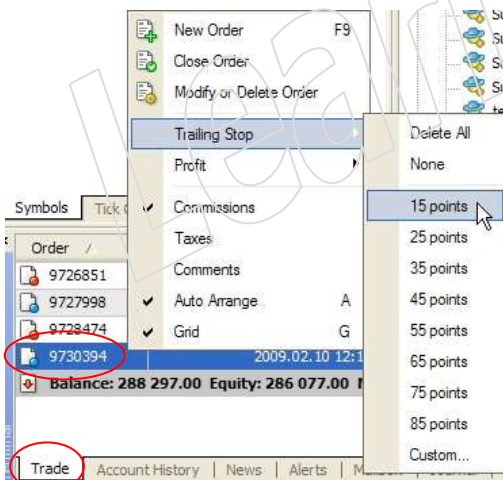 New Order F9
Close Order
Modify or Delete Order
Trailing Stop
Profit
Commissions
Taxes
Comments
Auto Arrange A
Grid G
Delete All
None
15 points
25 points
35 points
45 points
55 points
65 points
75 points
85 points
Custom...
Symbols Tick
Order /
9726851
9727998
9728474
9730394 2009.02.10 12:1
Balance: 288 297.00 Equity: 286 077.00
Trade Account History | News | Alerts |
Learn